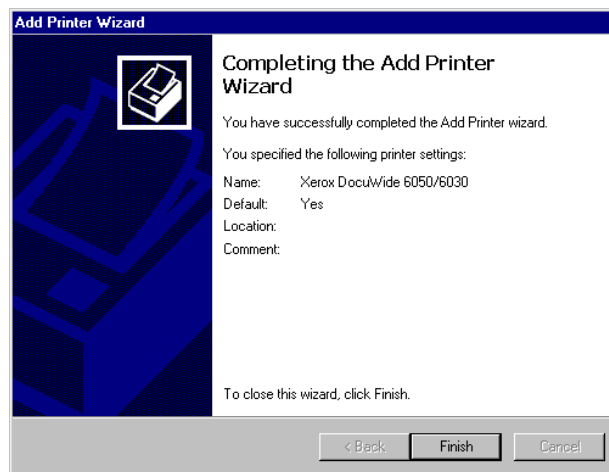 Add Printer Wizard
Completing the Add Printer
Wizard
You have successfully completed the Add Printer wizard.
You specified the following printer settings:
Name: Xerox DocuWide 6050/6030
Default: Yes
Location:
Comment:
To close this wizard, click Finish.
< Back Finish Cancel